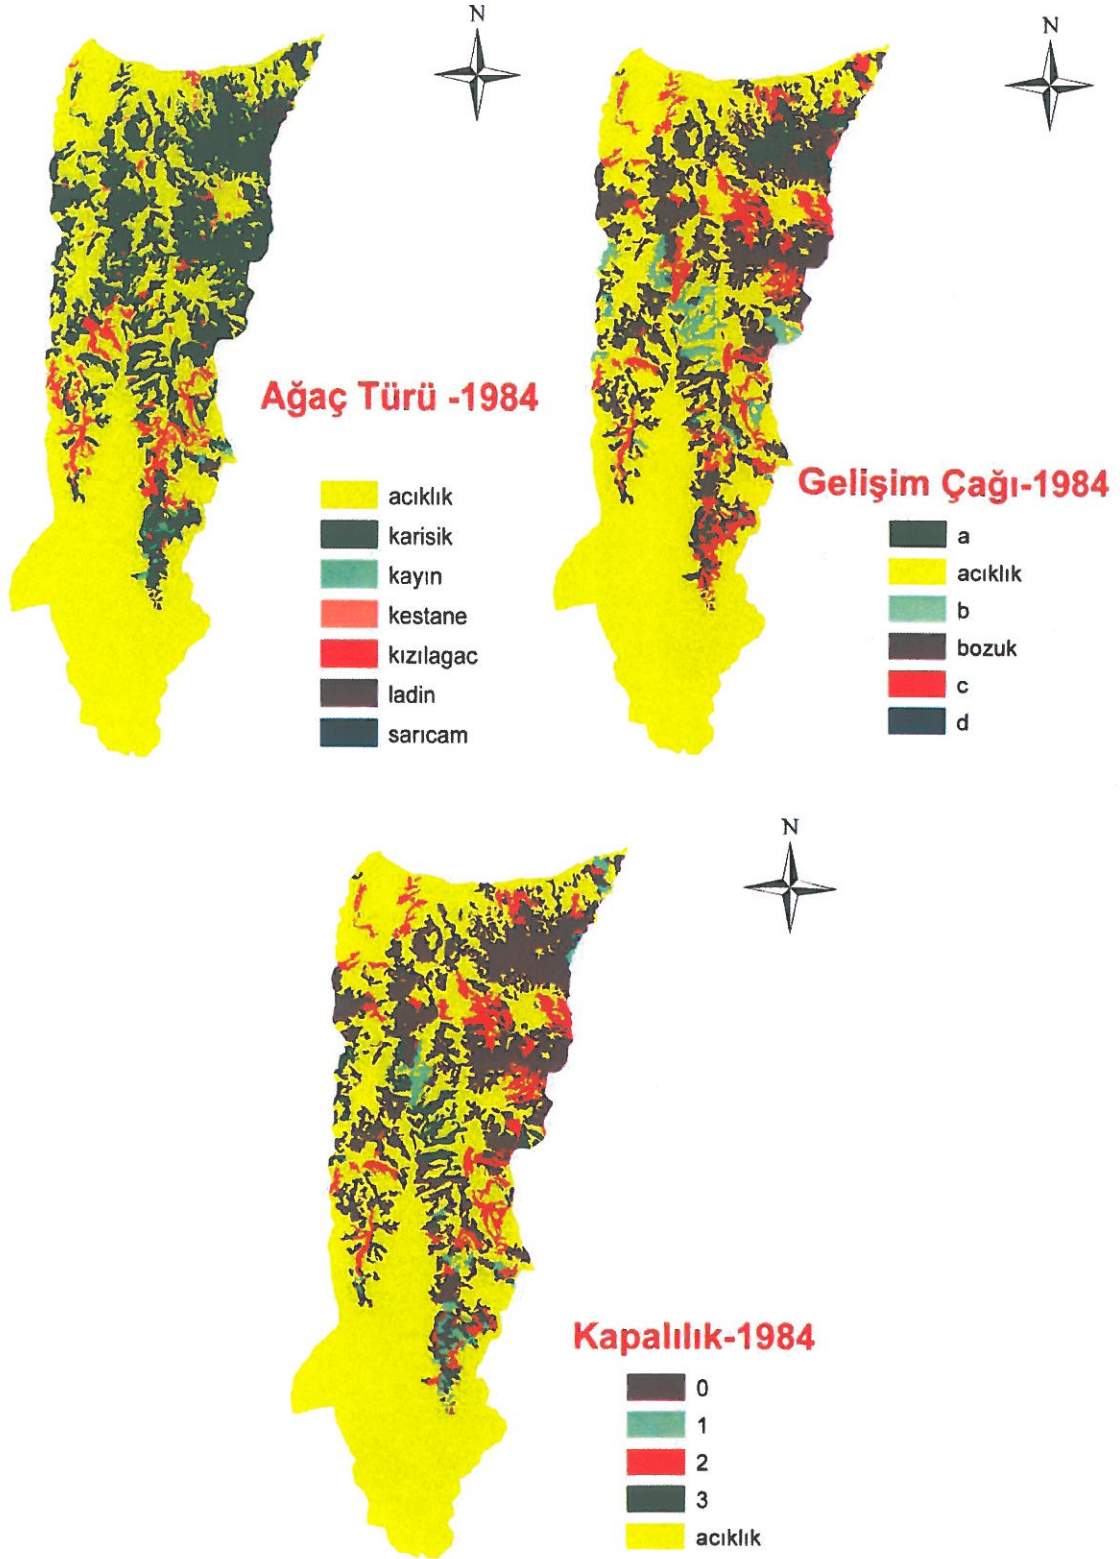 N
N
Ağaç Türü -1984
acıklık
karisik
kayın
kestane
kızılagac
ladin
sarıcam
Gelişim Çağı-1984
a
acıklık
b
bozuk
c
d
N
Kapalılık-1984
0
1
2
3
acıklık